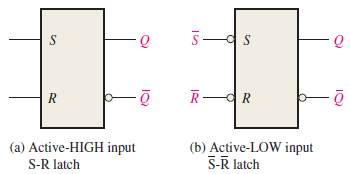 S Q
R Q̅
(a) Active-HIGH input
S-R latch
S̅ S Q
R̅ R Q̅
(b) Active-LOW input
S̅-R̅ latch